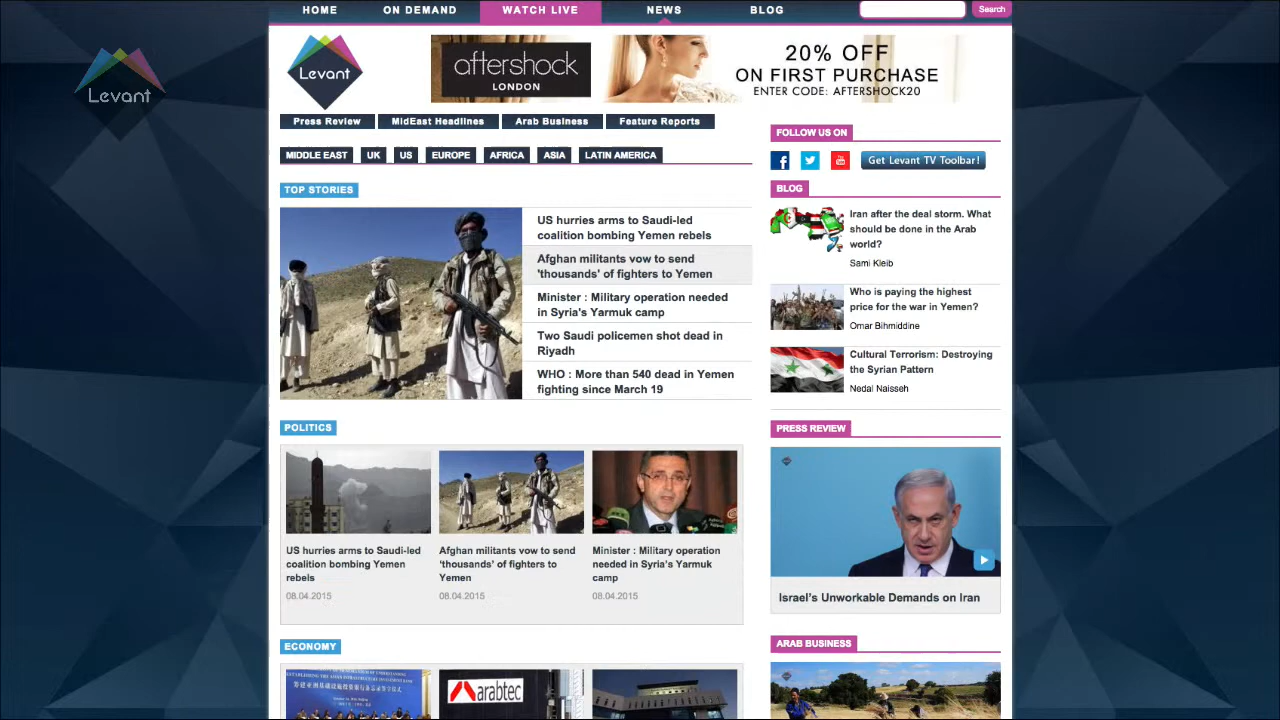 HOME
ON DEMAND
WATCH LIVE
NEWS
BLOG
Search
Levant
Levant
aftershock
LONDON
20% OFF
ON FIRST PURCHASE
ENTER CODE: AFTERSHOCK20
Press Review
MidEast Headlines
Arab Business
Feature Reports
MIDDLE EAST
UK
US
EUROPE
AFRICA
ASIA
LATIN AMERICA
TOP STORIES
US hurries arms to Saudi-led
coalition bombing Yemen rebels
Afghan militants vow to send
'thousands' of fighters to Yemen
Minister : Military operation needed
in Syria's Yarmuk camp
Two Saudi policemen shot dead in
Riyadh
WHO : More than 540 dead in Yemen
fighting since March 19
FOLLOW US ON
Get Levant TV Toolbar!
BLOG
Iran after the deal storm. What
should be done in the Arab
world?
Sami Kleib
Who is paying the highest
price for the war in Yemen?
Omar Bihmiddine
Cultural Terrorism: Destroying
the Syrian Pattern
Nedal Naisseh
POLITICS
US hurries arms to Saudi-led
coalition bombing Yemen
rebels
08.04.2015
Afghan militants vow to send
'thousands' of fighters to
Yemen
08.04.2015
Minister : Military operation
needed in Syria's Yarmuk
camp
08.04.2015
PRESS REVIEW
Israel's Unworkable Demands on Iran
ECONOMY
arabtec
ARAB BUSINESS